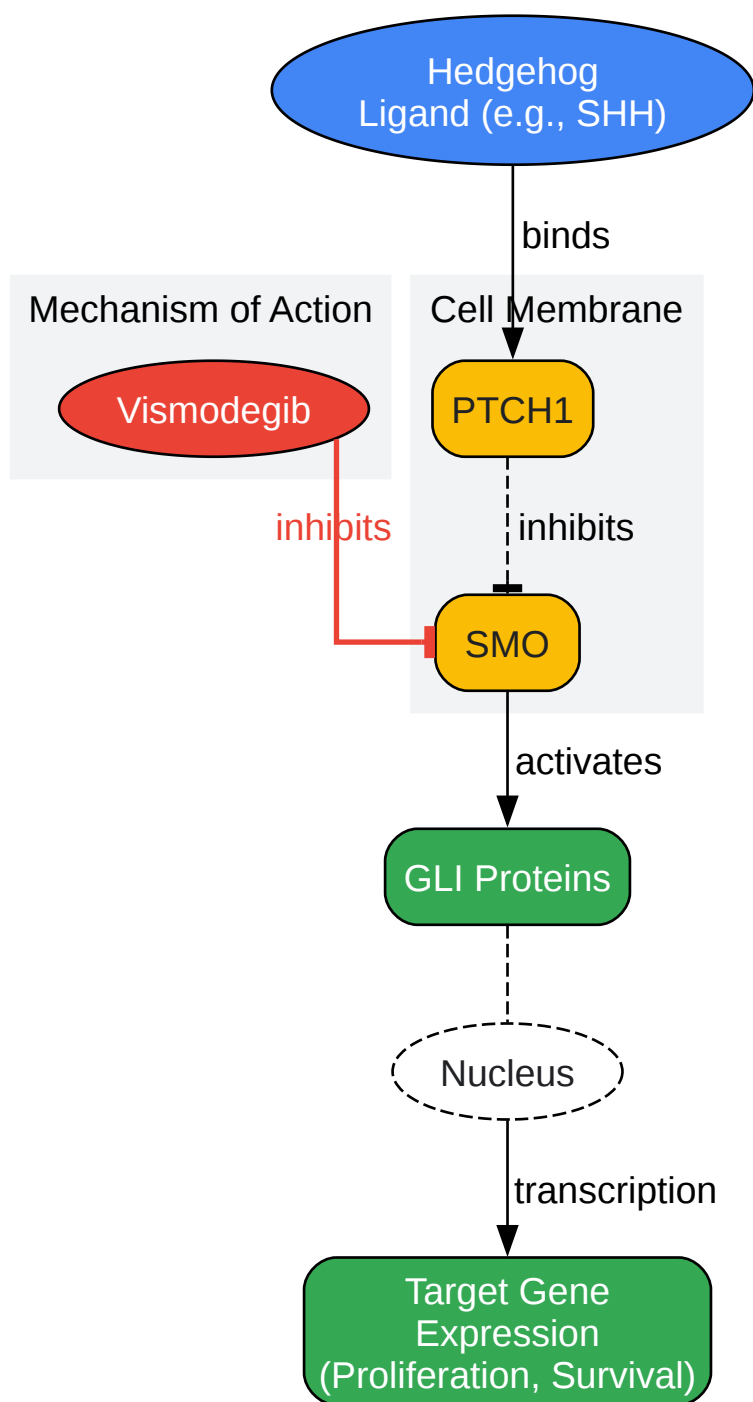 Hedgehog
Ligand (e.g., SHH)
binds
Mechanism of Action
Cell Membrane
Vismodegib
PTCH1
inhibits
inhibits
SMO
activates
GLI Proteins
Nucleus
transcription
Target Gene
Expression
(Proliferation, Survival)